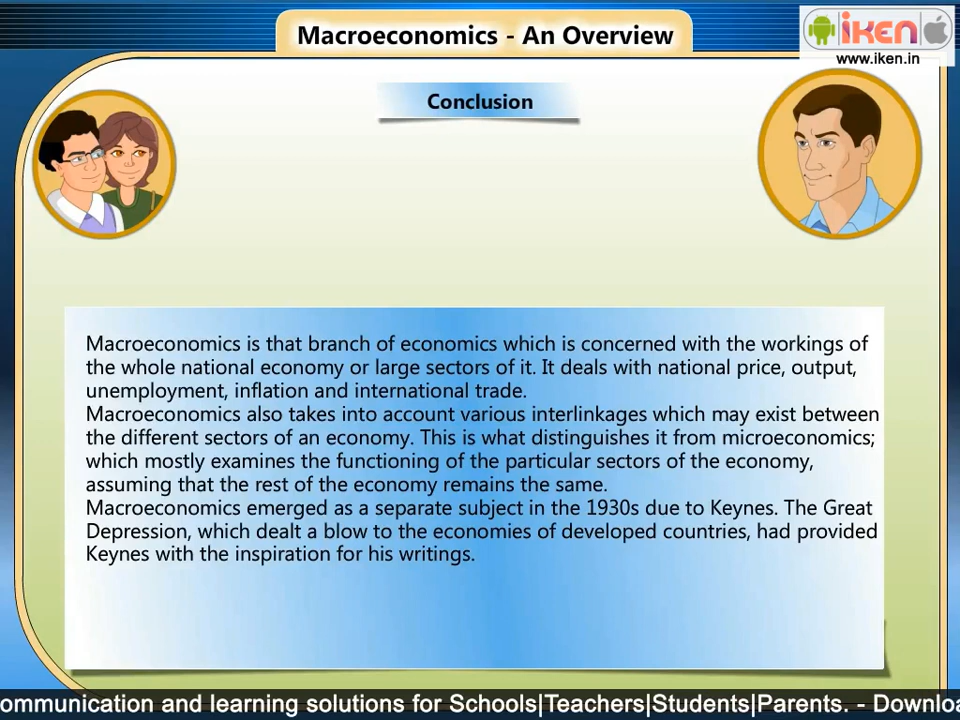 Macroeconomics - An Overview
iken
www.iken.in
Conclusion
Macroeconomics is that branch of economics which is concerned with the workings of
the whole national economy or large sectors of it. It deals with national price, output,
unemployment, inflation and international trade.
Macroeconomics also takes into account various interlinkages which may exist between
the different sectors of an economy. This is what distinguishes it from microeconomics;
which mostly examines the functioning of the particular sectors of the economy,
assuming that the rest of the economy remains the same.
Macroeconomics emerged as a separate subject in the 1930s due to Keynes. The Great
Depression, which dealt a blow to the economies of developed countries, had provided
Keynes with the inspiration for his writings.
ommunication and learning solutions for Schools|Teachers|Students|Parents. - Downloa